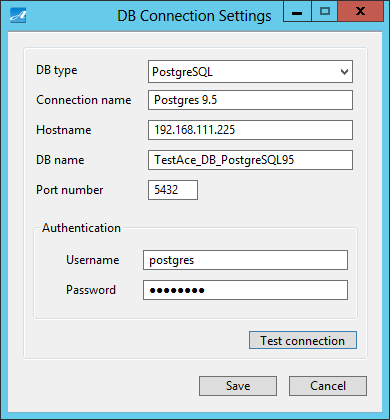 DB Connection Settings
DB type PostgreSQL
Connection name Postgres 9.5
Hostname 192.168.111.225
DB name TestAce_DB_PostgreSQL95
Port number 5432
Authentication
Username postgres
Password ●●●●●●●●
Test connection
Save Cancel